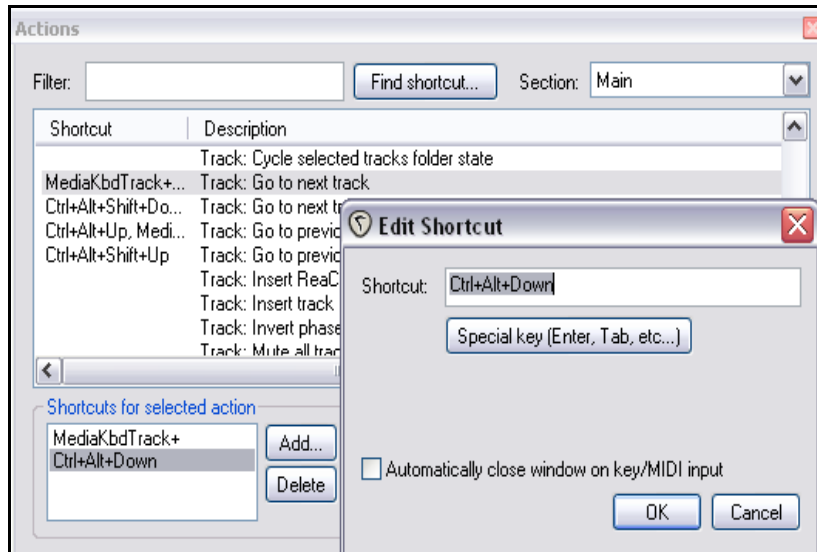 Actions
Filter: Find shortcut... Section: Main
Shortcut Description
Track: Cycle selected tracks folder state
MediaKbdTrack+... Track: Go to next track
Ctrl+Alt+Shift+Do... Track: Go to next
Ctrl+Alt+Up, Medi... Track: Go to
Ctrl+Alt+Shift+Up Track: Go to
Track: Insert ReaC
Track: Insert track
Track: Invert phase
Track: Mute all
Edit Shortcut
Shortcut: Ctrl+Alt+Down
Special key (Enter, Tab, etc...)
Automatically close window on key/MIDI input
OK Cancel
Shortcuts for selected action
MediaKbdTrack+
Ctrl+Alt+Down
Add...
Delete